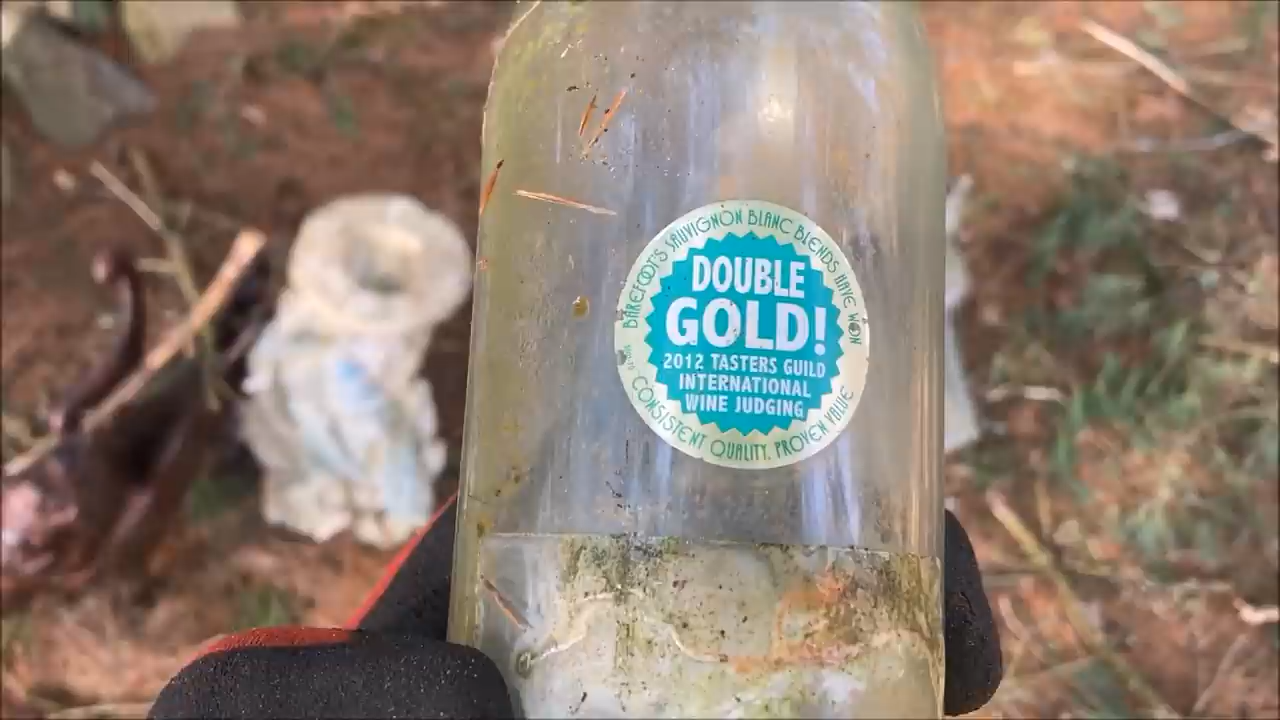 BAREFOOT'S SAUVIGNON BLANC BLENDS HAVE WON
DOUBLE
GOLD!
2012 TASTERS GUILD
INTERNATIONAL
WINE JUDGING
CONSISTENT QUALITY. PROVEN VALUE